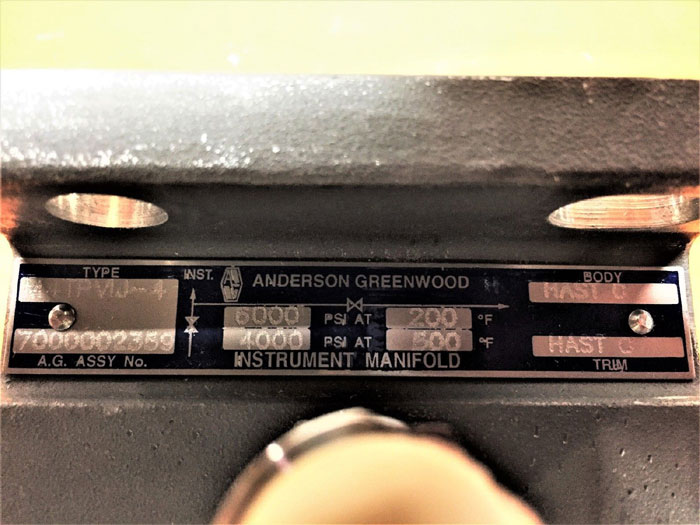 TYPE
INST.
ANDERSON GREENWOOD
BODY
HAST C
6000 PSI AT 200 °F
7000002359
4000 PSI AT 500 °F
HAST C
A.G. ASSY No.
INSTRUMENT MANIFOLD
TRIM